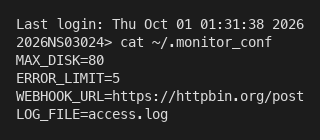 Last login: Thu Oct 01 01:31:38 2026
2026NS03024> cat ~/.monitor_conf
MAX_DISK=80
ERROR_LIMIT=5
WEBHOOK_URL=https://httpbin.org/post
LOG_FILE=access.log